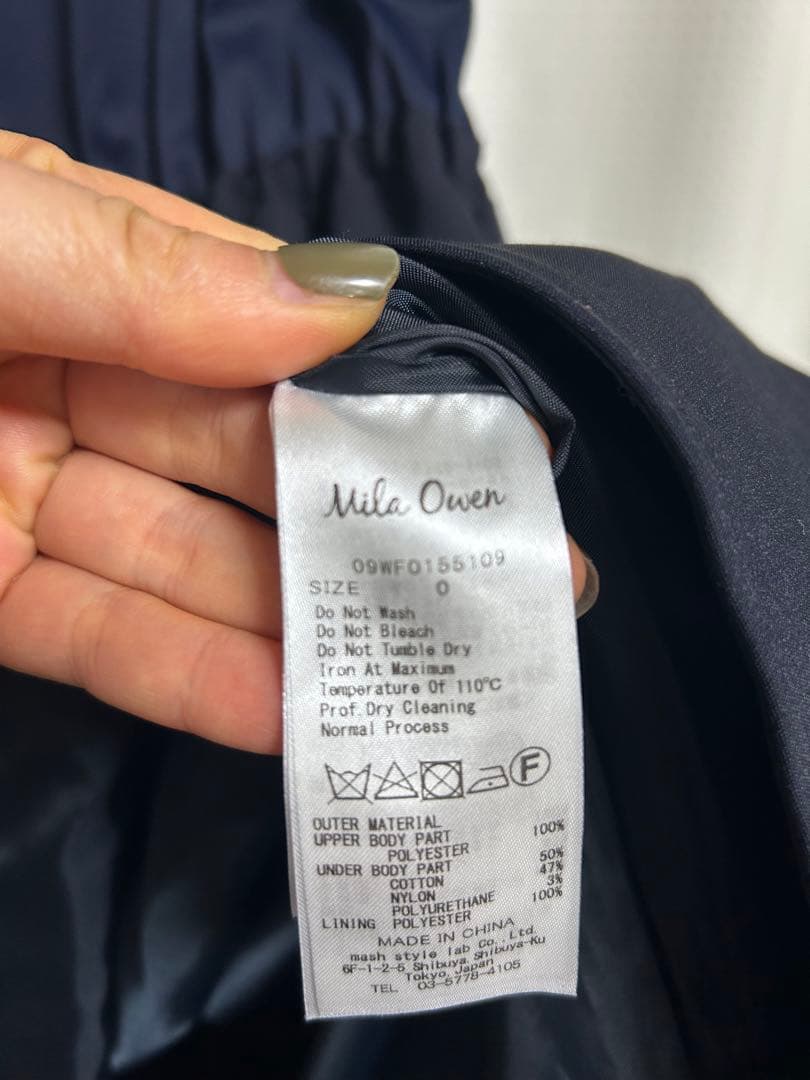 Mila Owen
09WFO155109
SIZE 0
Do Not Wash
Do Not Bleach
Do Not Tumble Dry
Iron At Maximum
Temperature Of 110℃
Prof.Dry Cleaning
Normal Process
F
OUTER MATERIAL
UPPER BODY PART
POLYESTER 100%
UNDER BODY PART
COTTON 50%
NYLON 47%
POLYURETHANE 3%
LINING POLYESTER 100%
MADE IN CHINA
mash style lab Co.,Ltd.
6F-1-2-5 Shibuya,Shibuya-Ku
Tokyo,Japan
TEL 03-5778-4105